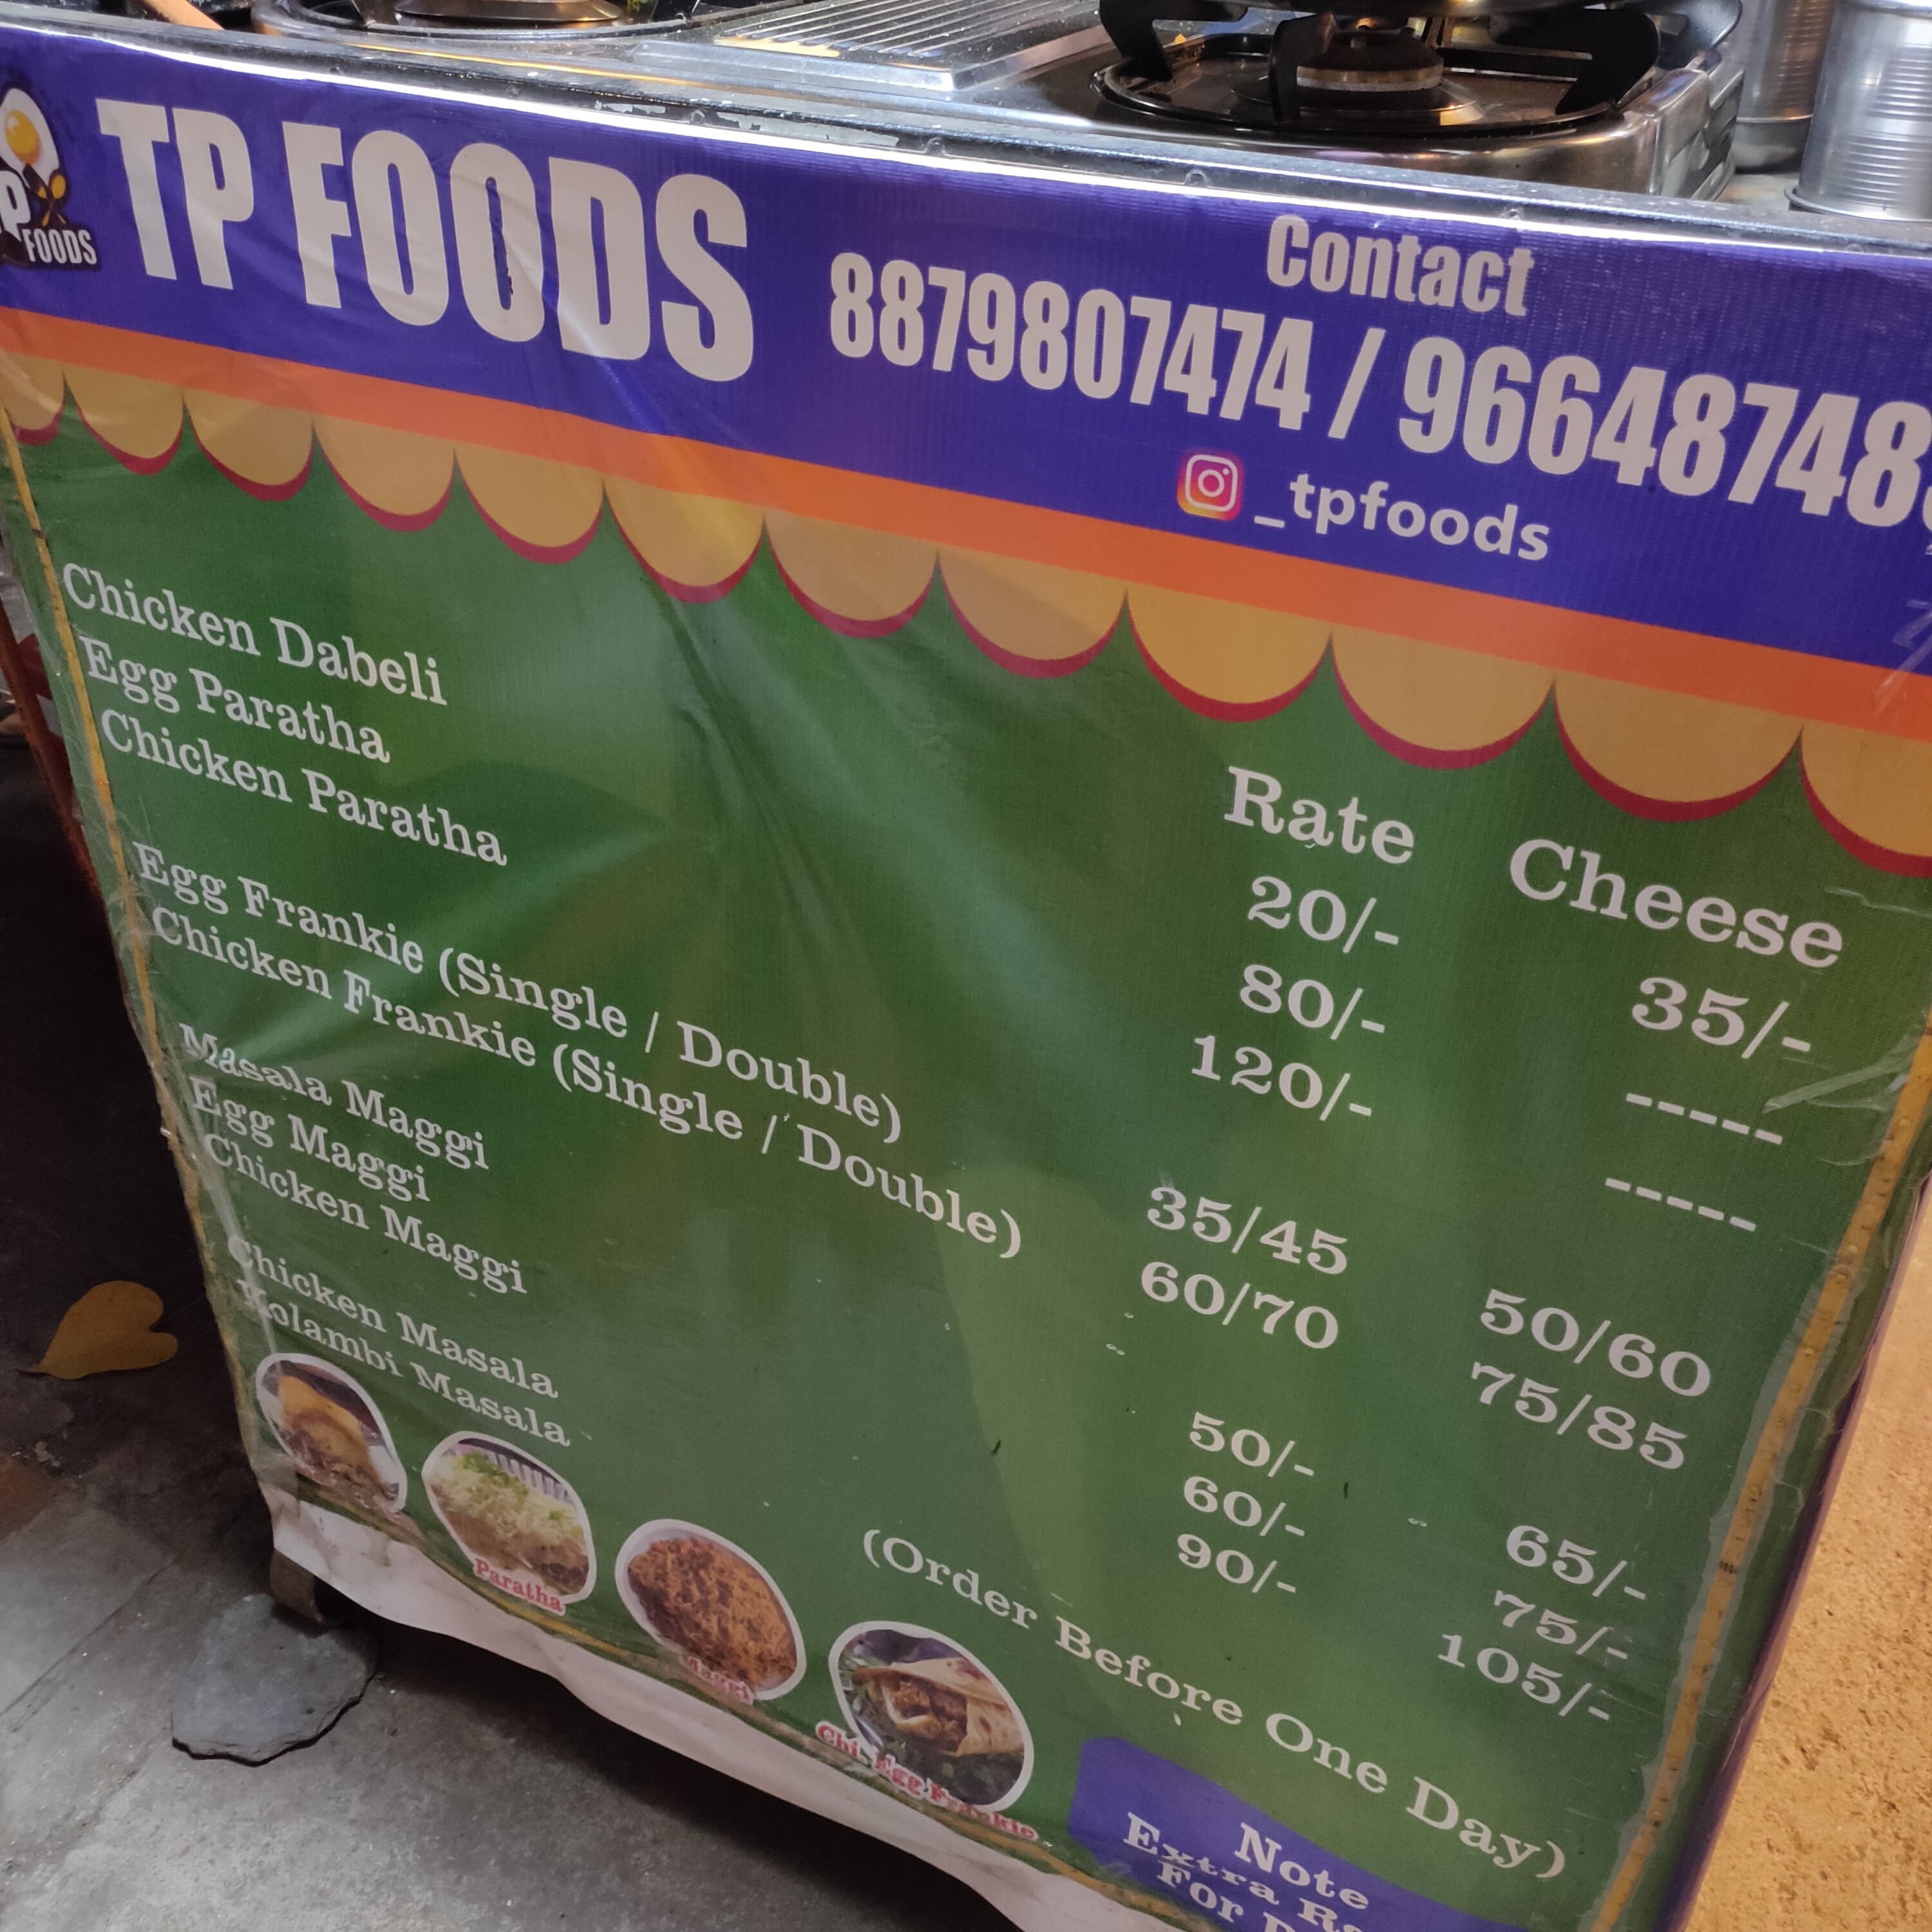 TP FOODS
FOODS
Contact
8879807474 / 96648748
_tpfoods
Rate Cheese
Chicken Dabeli 20/- 35/-
Egg Paratha 80/- -----
Chicken Paratha 120/- -----
Egg Frankie (Single / Double) 35/45 50/60
Chicken Frankie (Single / Double) 60/70 75/85
Masala Maggi 50/- 65/-
Egg Maggi 60/- 75/-
Chicken Maggi 90/- 105/-
Chicken Masala
Kolambi Masala
(Order Before One Day)
Paratha
Maggi
Chi. Egg Frankie
Note
Extra
For